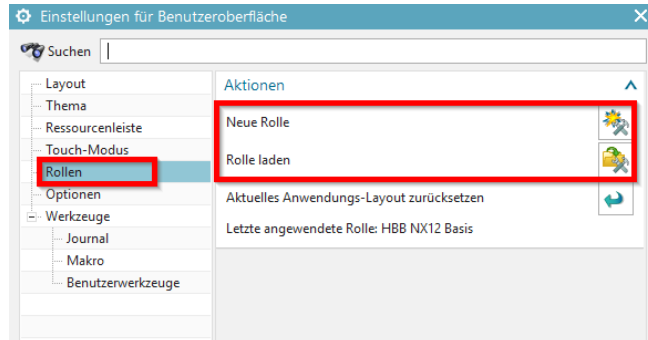 Einstellungen für Benutzeroberfläche
Suchen
Layout
Thema
Ressourcenleiste
Touch-Modus
Rollen
Optionen
Werkzeuge
Journal
Makro
Benutzerwerkzeuge
Aktionen
Neue Rolle
Rolle laden
Aktuelles Anwendungs-Layout zurücksetzen
Letzte angewendete Rolle: HBB NX12 Basis